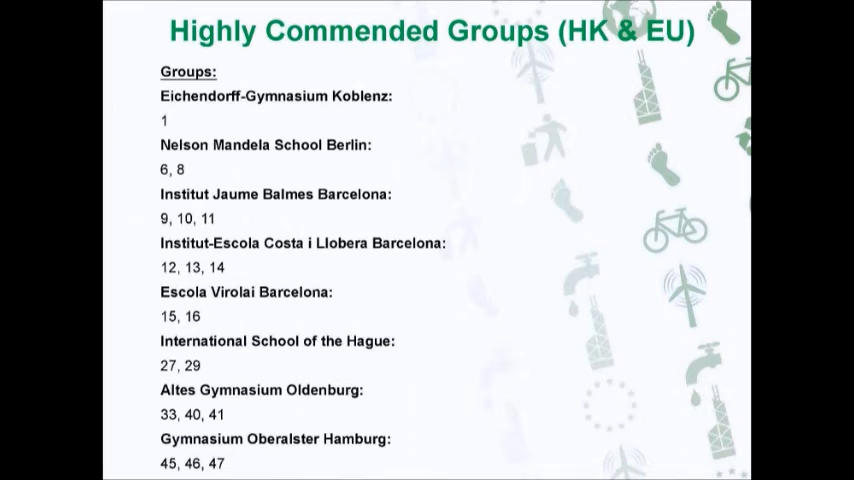 Highly Commended Groups (HK & EU)
Groups:
Eichendorff-Gymnasium Koblenz:
1
Nelson Mandela School Berlin:
6, 8
Institut Jaume Balmes Barcelona:
9, 10, 11
Institut-Escola Costa i Llobera Barcelona:
12, 13, 14
Escola Virolai Barcelona:
15, 16
International School of the Hague:
27, 29
Altes Gymnasium Oldenburg:
33, 40, 41
Gymnasium Oberalster Hamburg:
45, 46, 47